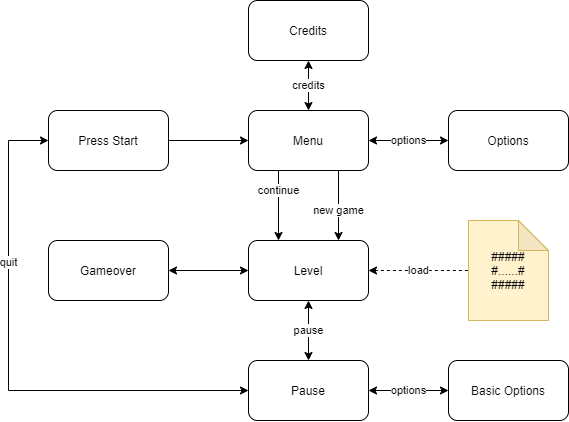 Credits
credits
Press Start
Menu
options
Options
continue
new game
quit
Gameover
Level
load
#####
#.....#
#####
pause
Pause
options
Basic Options